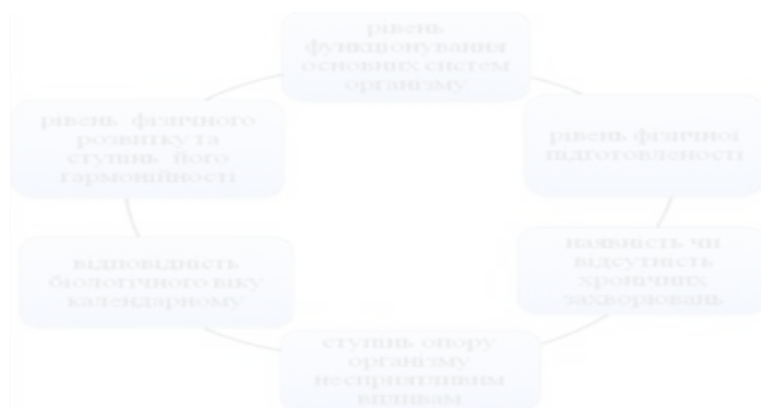 рівень
функціонування
основних систем
організму
рівень фізичної
підготовленості
наявність чи
відсутність
хронічних
захворювань
ступінь опору
організму
несприятливим
впливам
відповідність
біологічного віку
календарному
рівень фізичного
розвитку та
ступінь його
гармонійності